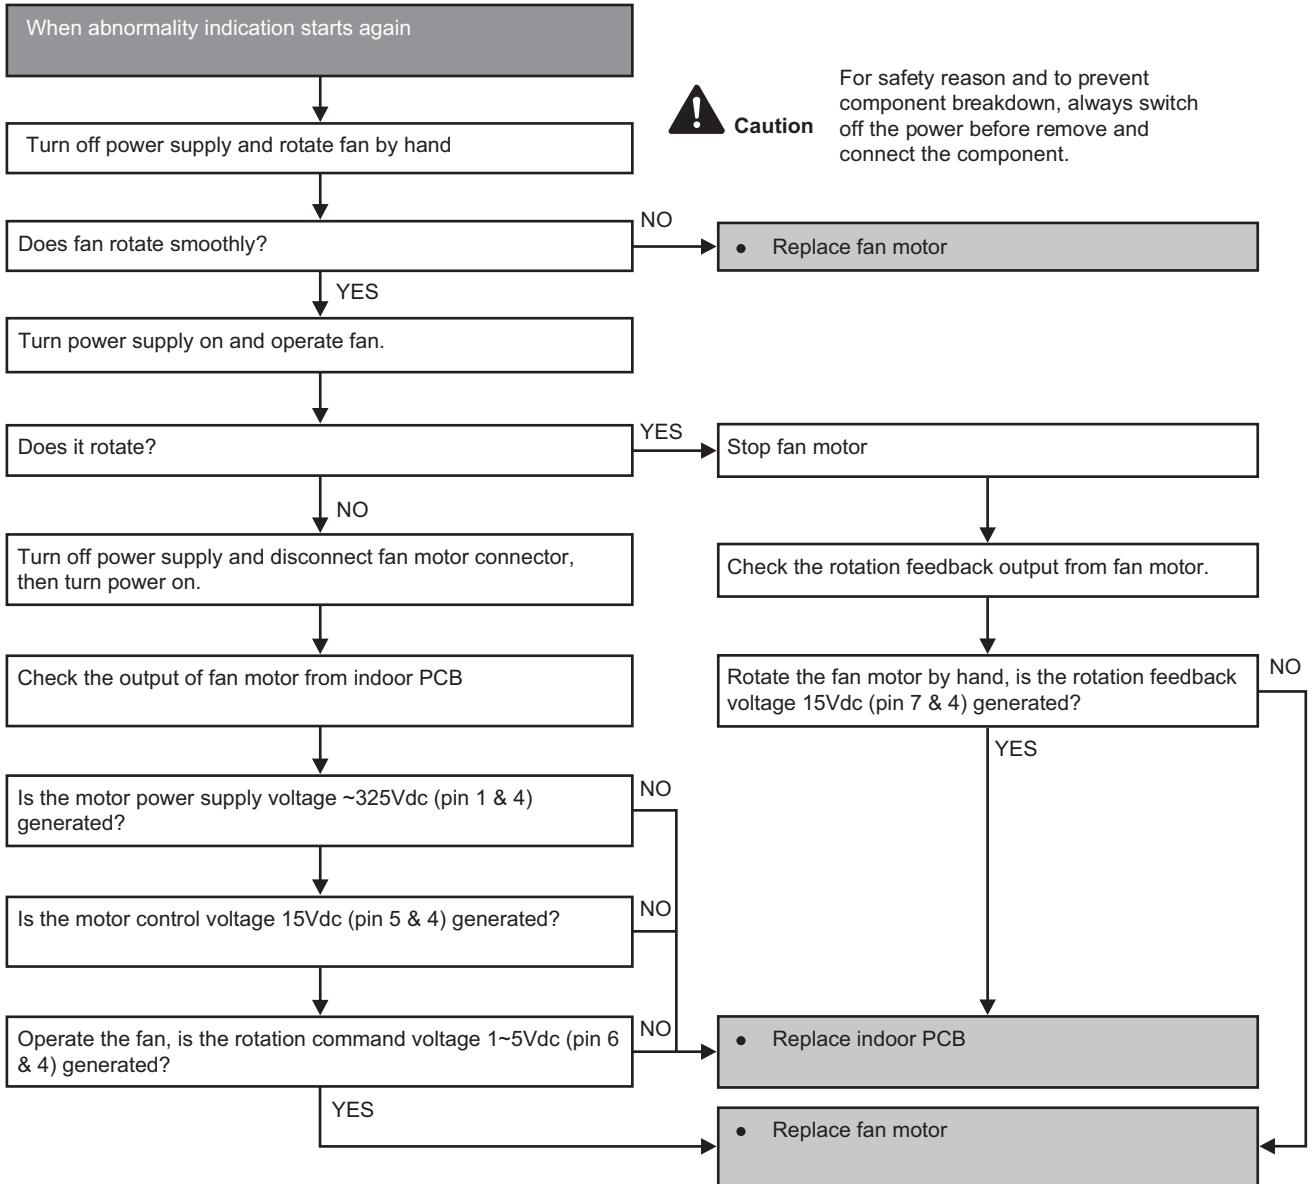 When abnormality indication starts again
For safety reason and to prevent
component breakdown, always switch
off the power before remove and
connect the component.
Caution
Turn off power supply and rotate fan by hand
Does fan rotate smoothly?
NO
● Replace fan motor
YES
Turn power supply on and operate fan.
Does it rotate?
YES
Stop fan motor
NO
Turn off power supply and disconnect fan motor connector,
then turn power on.
Check the rotation feedback output from fan motor.
Check the output of fan motor from indoor PCB
Rotate the fan motor by hand, is the rotation feedback
voltage 15Vdc (pin 7 & 4) generated?
NO
YES
Is the motor power supply voltage ~325Vdc (pin 1 & 4)
generated?
NO
Is the motor control voltage 15Vdc (pin 5 & 4) generated?
NO
Operate the fan, is the rotation command voltage 1~5Vdc (pin 6
& 4) generated?
NO
● Replace indoor PCB
YES
● Replace fan motor